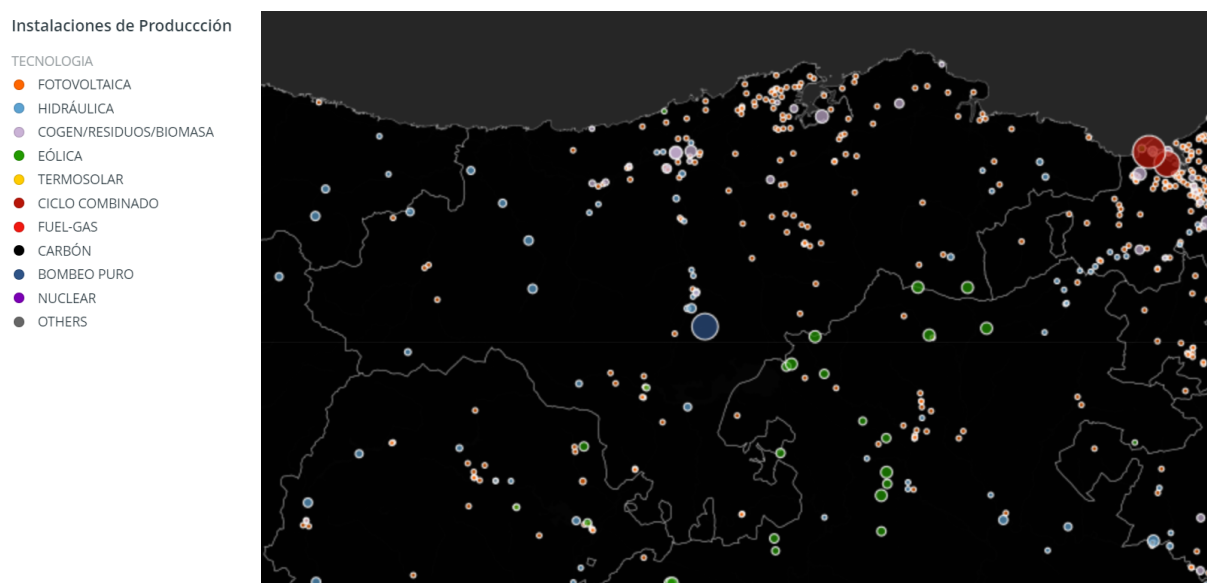 Instalaciones de Produccción
TECNOLOGIA
FOTOVOLTAICA
HIDRÁULICA
COGEN/RESIDUOS/BIOMASA
EÓLICA
TERMOSOLAR
CICLO COMBINADO
FUEL-GAS
CARBÓN
BOMBEO PURO
NUCLEAR
OTHERS